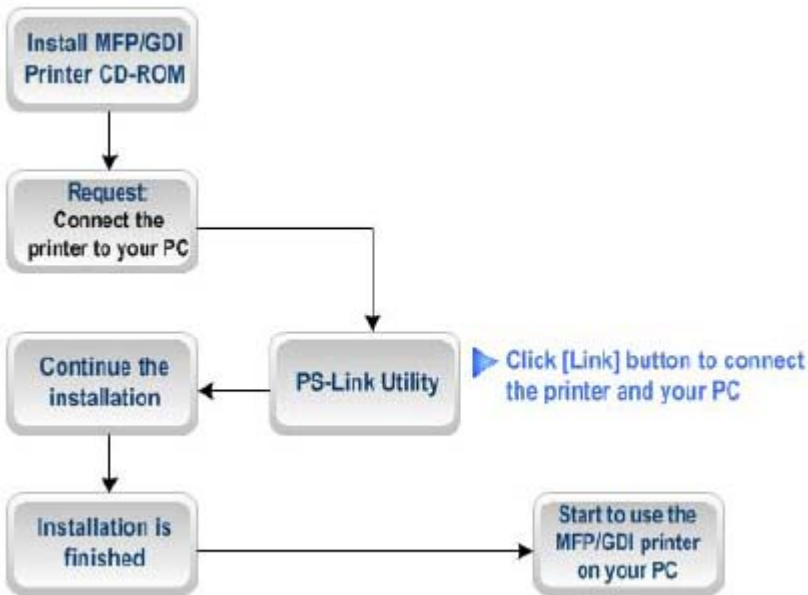 Install MFP/GDI
Printer CD-ROM
Request:
Connect the
printer to your PC
PS-Link Utility
Click [Link] button to connect
the printer and your PC
Continue the
installation
Installation is
finished
Start to use the
MFP/GDI printer
on your PC